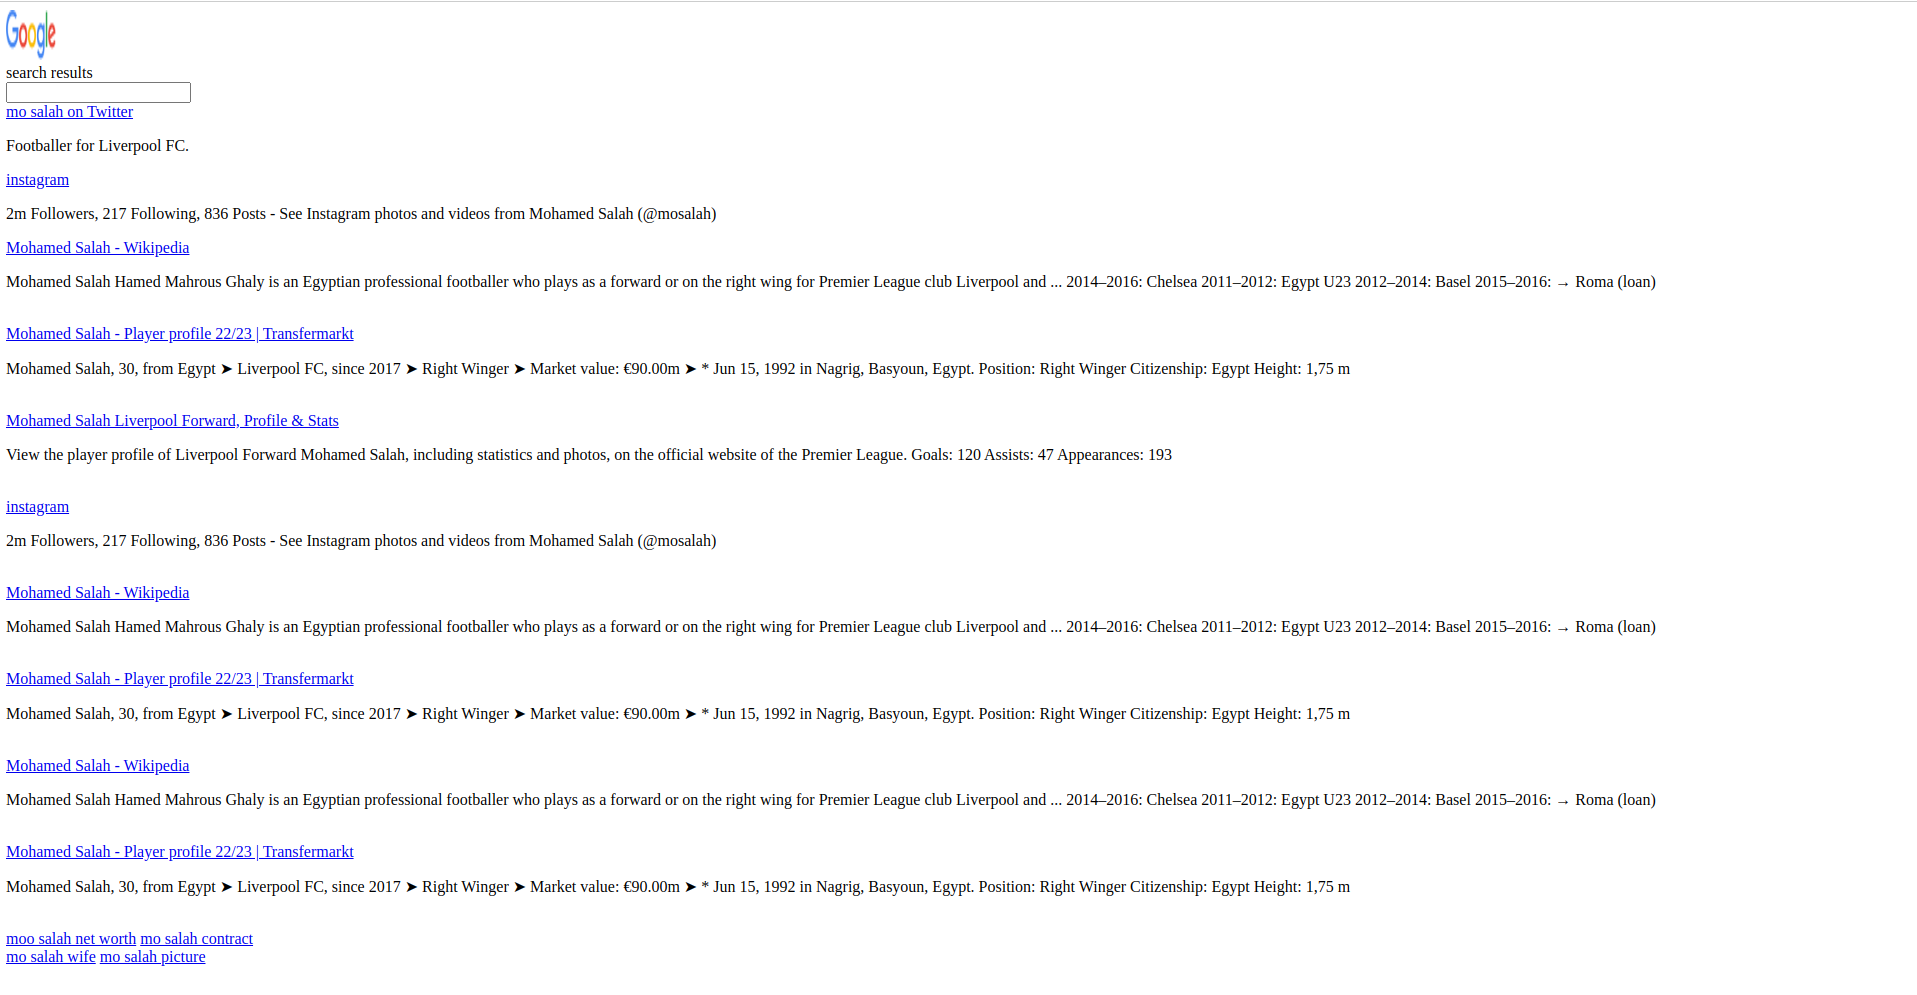 Google
search results
mo salah on Twitter
Footballer for Liverpool FC.
instagram
2m Followers, 217 Following, 836 Posts - See Instagram photos and videos from Mohamed Salah (@mosalah)
Mohamed Salah - Wikipedia
Mohamed Salah Hamed Mahrous Ghaly is an Egyptian professional footballer who plays as a forward or on the right wing for Premier League club Liverpool and ... 2014–2016: Chelsea 2011–2012: Egypt U23 2012–2014: Basel 2015–2016: → Roma (loan)
Mohamed Salah - Player profile 22/23 | Transfermarkt
Mohamed Salah, 30, from Egypt ➤ Liverpool FC, since 2017 ➤ Right Winger ➤ Market value: €90.00m ➤ * Jun 15, 1992 in Nagrig, Basyoun, Egypt. Position: Right Winger Citizenship: Egypt Height: 1,75 m
Mohamed Salah Liverpool Forward, Profile & Stats
View the player profile of Liverpool Forward Mohamed Salah, including statistics and photos, on the official website of the Premier League. Goals: 120 Assists: 47 Appearances: 193
instagram
2m Followers, 217 Following, 836 Posts - See Instagram photos and videos from Mohamed Salah (@mosalah)
Mohamed Salah - Wikipedia
Mohamed Salah Hamed Mahrous Ghaly is an Egyptian professional footballer who plays as a forward or on the right wing for Premier League club Liverpool and ... 2014–2016: Chelsea 2011–2012: Egypt U23 2012–2014: Basel 2015–2016: → Roma (loan)
Mohamed Salah - Player profile 22/23 | Transfermarkt
Mohamed Salah, 30, from Egypt ➤ Liverpool FC, since 2017 ➤ Right Winger ➤ Market value: €90.00m ➤ * Jun 15, 1992 in Nagrig, Basyoun, Egypt. Position: Right Winger Citizenship: Egypt Height: 1,75 m
Mohamed Salah - Wikipedia
Mohamed Salah Hamed Mahrous Ghaly is an Egyptian professional footballer who plays as a forward or on the right wing for Premier League club Liverpool and ... 2014–2016: Chelsea 2011–2012: Egypt U23 2012–2014: Basel 2015–2016: → Roma (loan)
Mohamed Salah - Player profile 22/23 | Transfermarkt
Mohamed Salah, 30, from Egypt ➤ Liverpool FC, since 2017 ➤ Right Winger ➤ Market value: €90.00m ➤ * Jun 15, 1992 in Nagrig, Basyoun, Egypt. Position: Right Winger Citizenship: Egypt Height: 1,75 m
moo salah net worth mo salah contract
mo salah wife mo salah picture